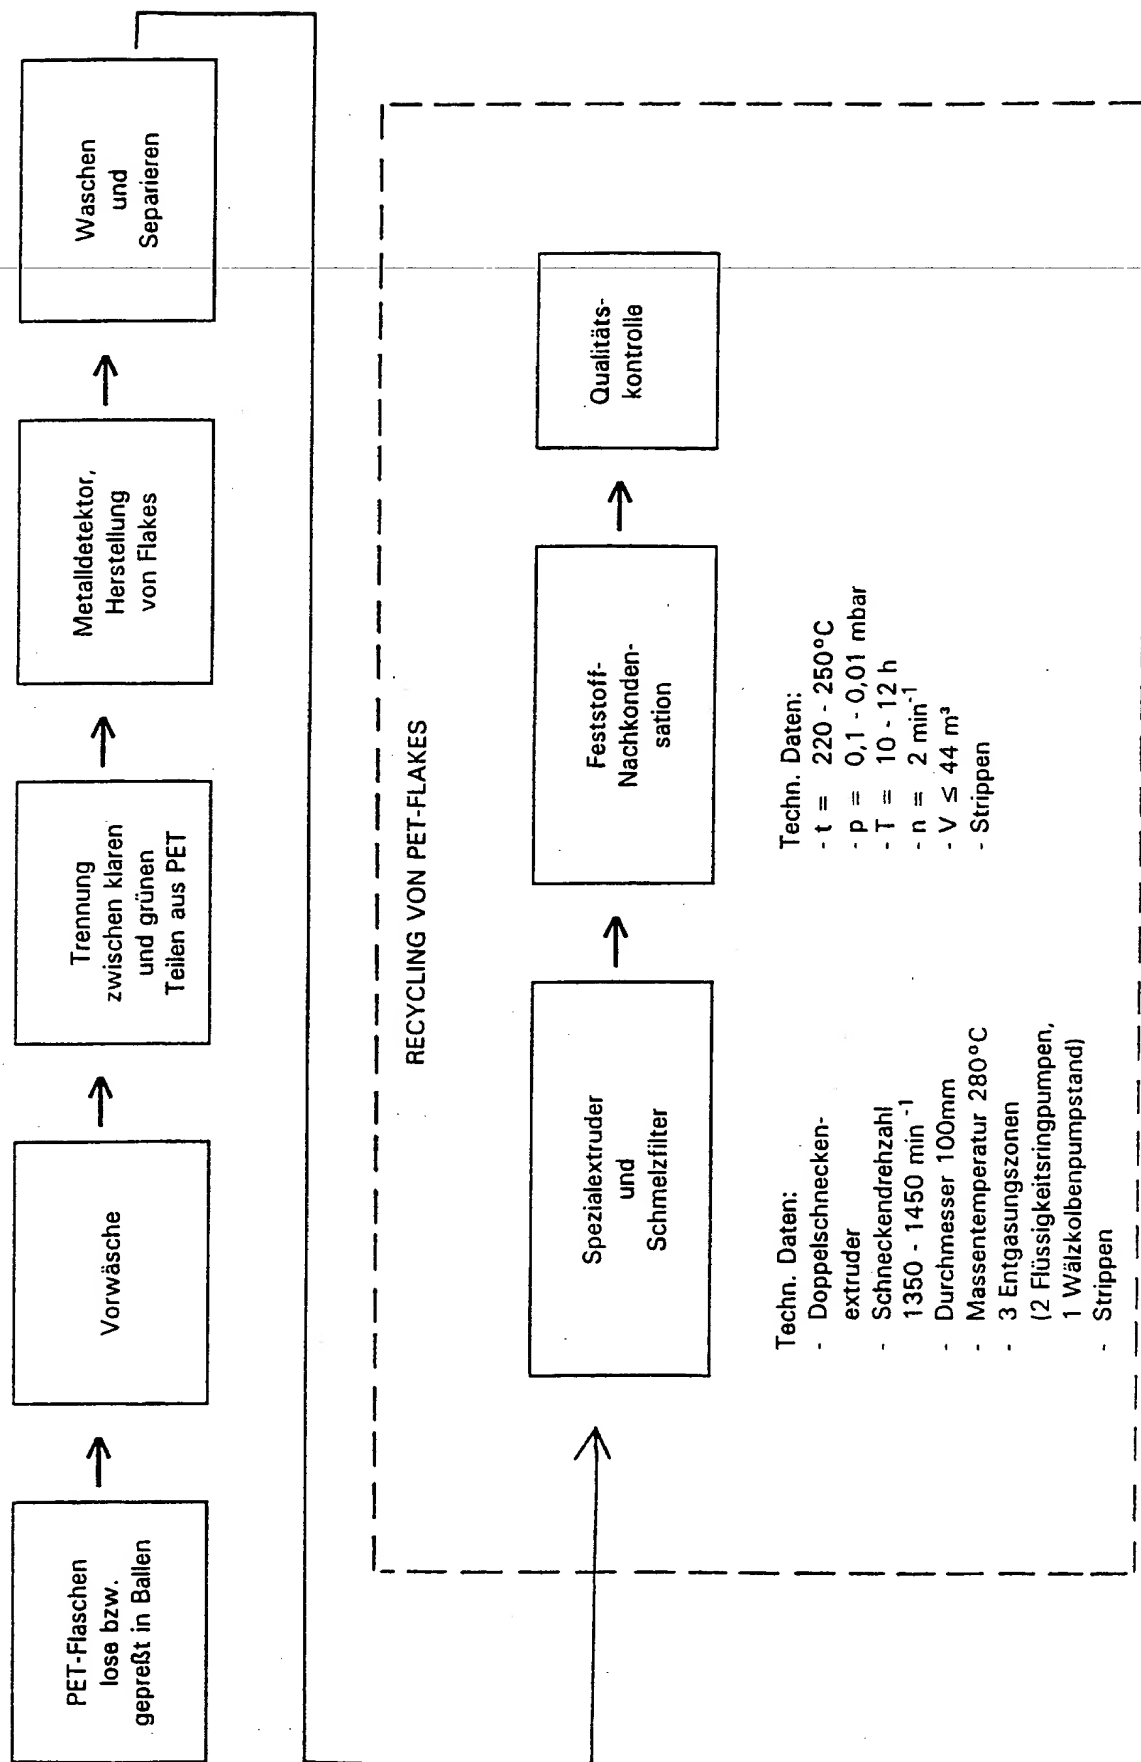 PET-Flaschen
lose bzw.
gepreßt in Ballen
Vorwäsche
Trennung
zwischen klaren
und grünen
Teilen aus PET
Metalldetektor,
Herstellung
von Flakes
Waschen
und
Separieren
RECYCLING VON PET-FLAKES
Spezialextruder
und
Schmelzfilter
Feststoff-
Nachkonden-
sation
Qualitäts-
kontrolle
Techn. Daten:
- Doppelschnecken-
extruder
- Schneckendrehzahl
1350 - 1450 min⁻¹
- Durchmesser 100mm
- Massentemperatur 280°C
- 3 Entgasungszonen
(2 Flüssigkeitsringpumpen,
1 Wälzkolbenpumpstand)
- Strippen
Techn. Daten:
- t = 220 - 250°C
- p = 0,1 - 0,01 mbar
- T = 10 - 12 h
- n = 2 min⁻¹
- V ≤ 44 m³
- Strippen